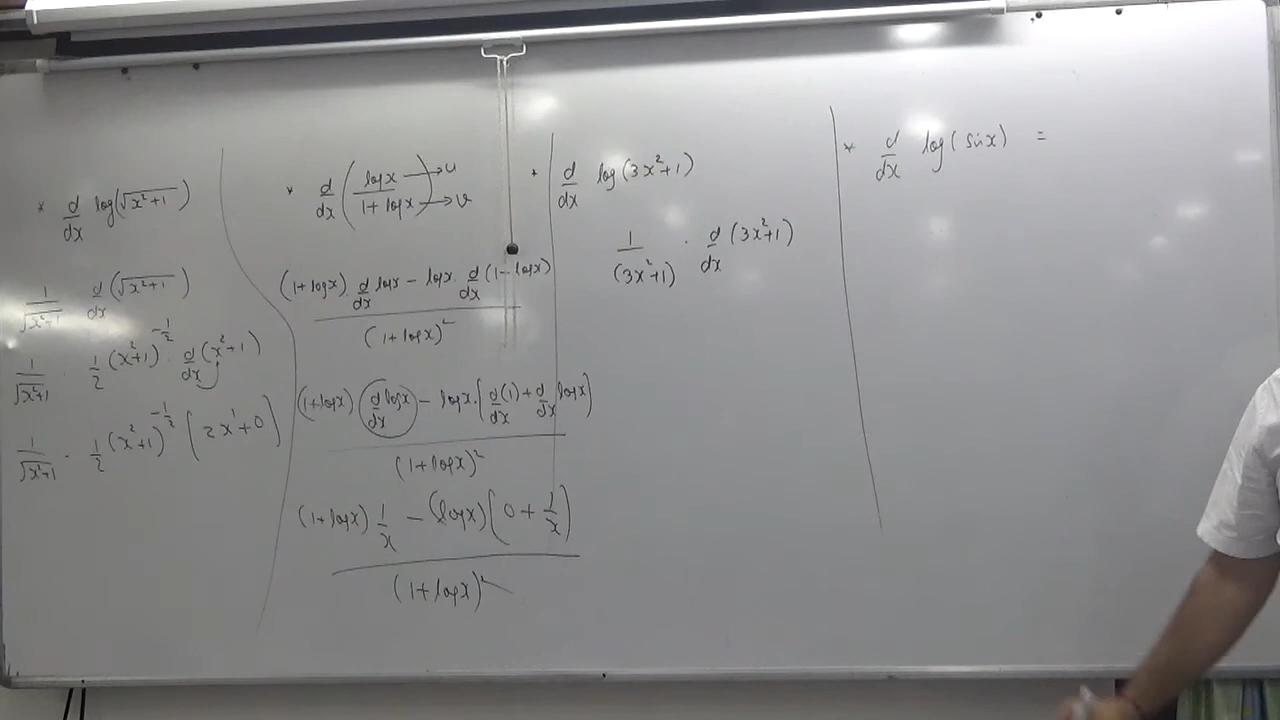 * d/dx log(√(x²+1))
1/√(x²+1) d/dx (√(x²+1))
1/√(x²+1) · 1/2 (x²+1)^(-1/2) · d/dx (x²+1)
1/√(x²+1) · 1/2 (x²+1)^(-1/2) [2x¹+0]
* d/dx (log x → u / 1+log x → v)
(1+log x) · d/dx log x − log x · d/dx (1−log x) / (1+log x)²
(1+log x) (d/dx log x) − log x · [d/dx (1) + d/dx log x] / (1+log x)²
(1+log x) 1/x − (log x) [0 + 1/x] / (1+log x)²
* d/dx log(3x²+1)
1/(3x²+1) · d/dx (3x²+1)
* d/dx log(sin x) =